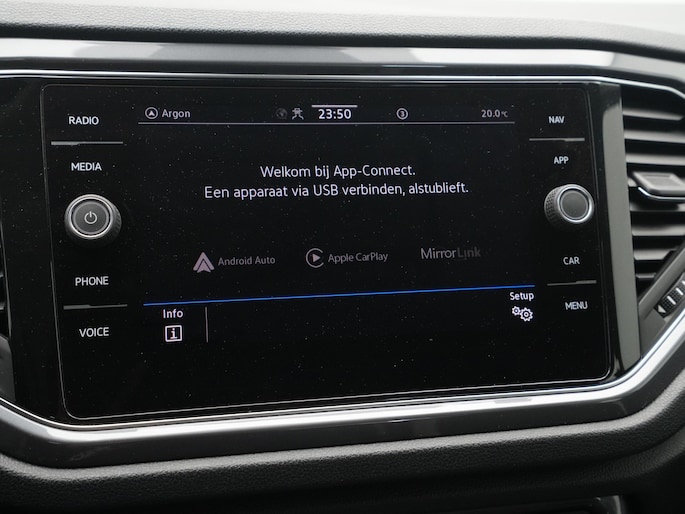 RADIO
MEDIA
PHONE
VOICE
Argon
23:50
3
20.0°C
Welkom bij App-Connect.
Een apparaat via USB verbinden, alstublieft.
Android Auto
Apple CarPlay
MirrorLink
Info
i
Setup
NAV
APP
CAR
MENU